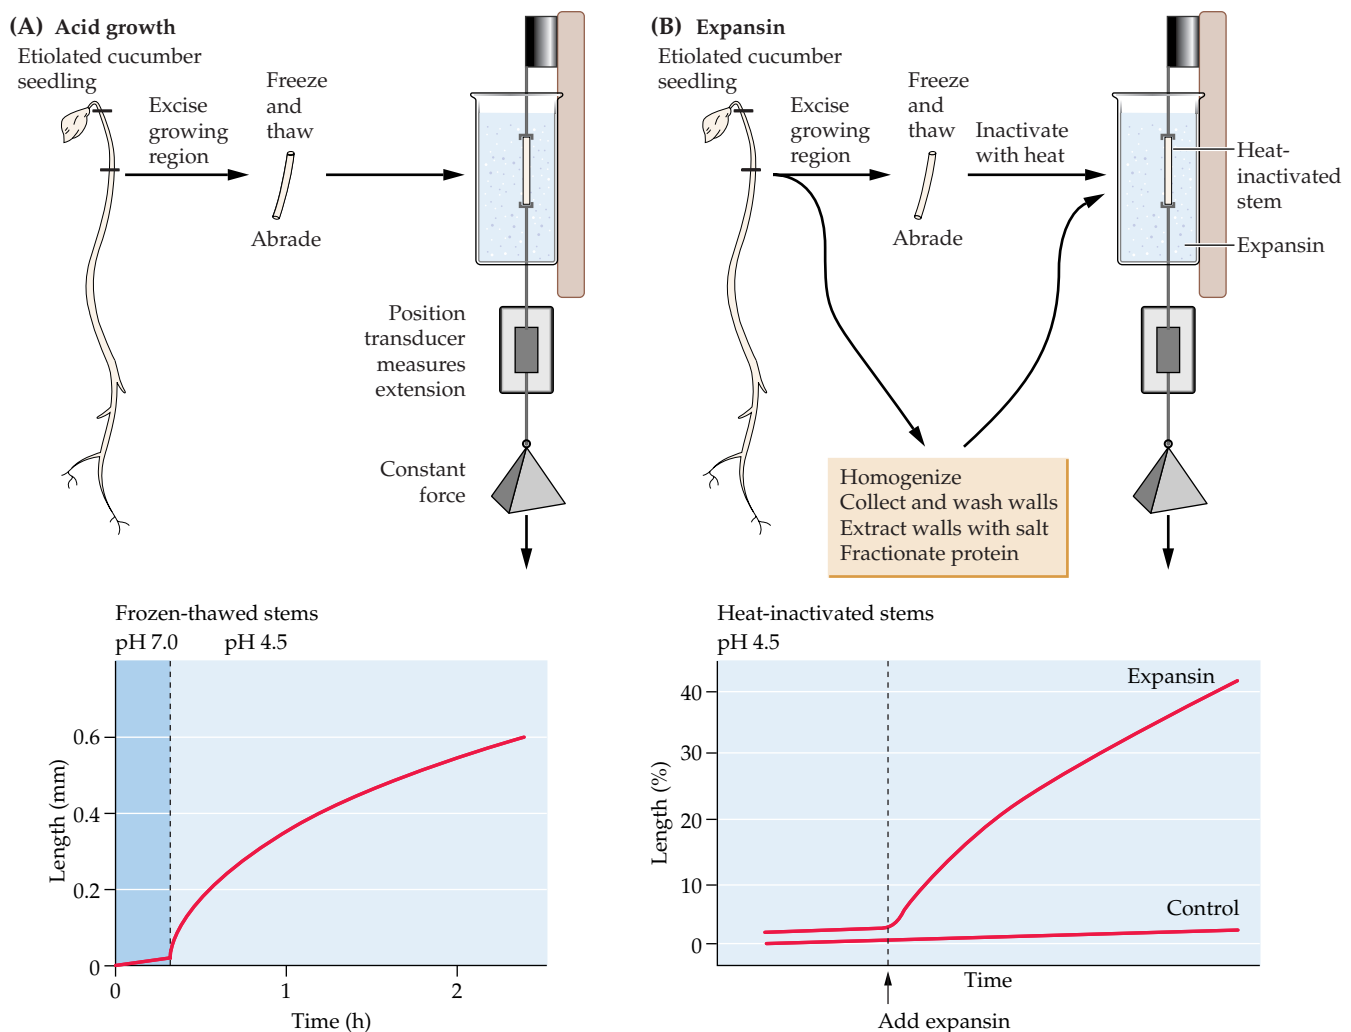 (A) Acid growth
Etiolated cucumber
seedling
Excise
growing
region
Freeze
and
thaw
Abrade
Position
transducer
measures
extension
Constant
force
Frozen-thawed stems
pH 7.0 pH 4.5
Length (mm)
0.6
0.4
0.2
0
0 1 2
Time (h)
(B) Expansin
Etiolated cucumber
seedling
Excise
growing
region
Freeze
and
thaw
Abrade
Inactivate
with heat
Heat-
inactivated
stem
Expansin
Homogenize
Collect and wash walls
Extract walls with salt
Fractionate protein
Heat-inactivated stems
pH 4.5
Length (%)
40
30
20
10
0
Expansin
Control
Time
Add expansin